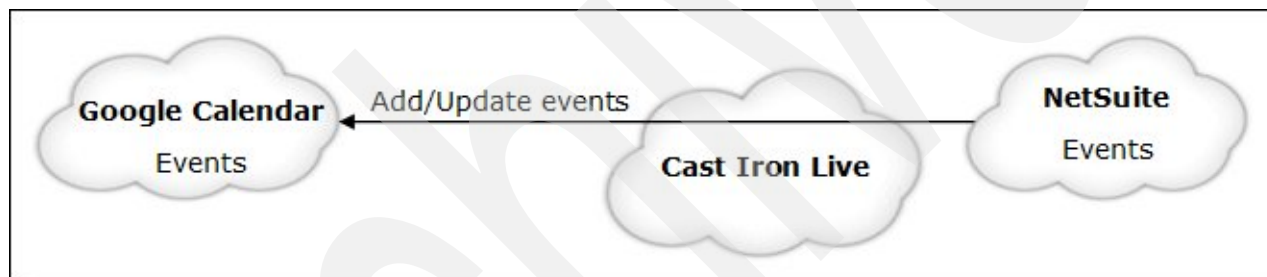 Google Calendar
Events
Add/Update events
Cast Iron Live
NetSuite
Events